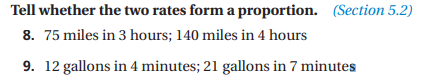 Tell whether the two rates form a proportion. (Section 5.2)
8. 75 miles in 3 hours; 140 miles in 4 hours
9. 12 gallons in 4 minutes; 21 gallons in 7 minutes